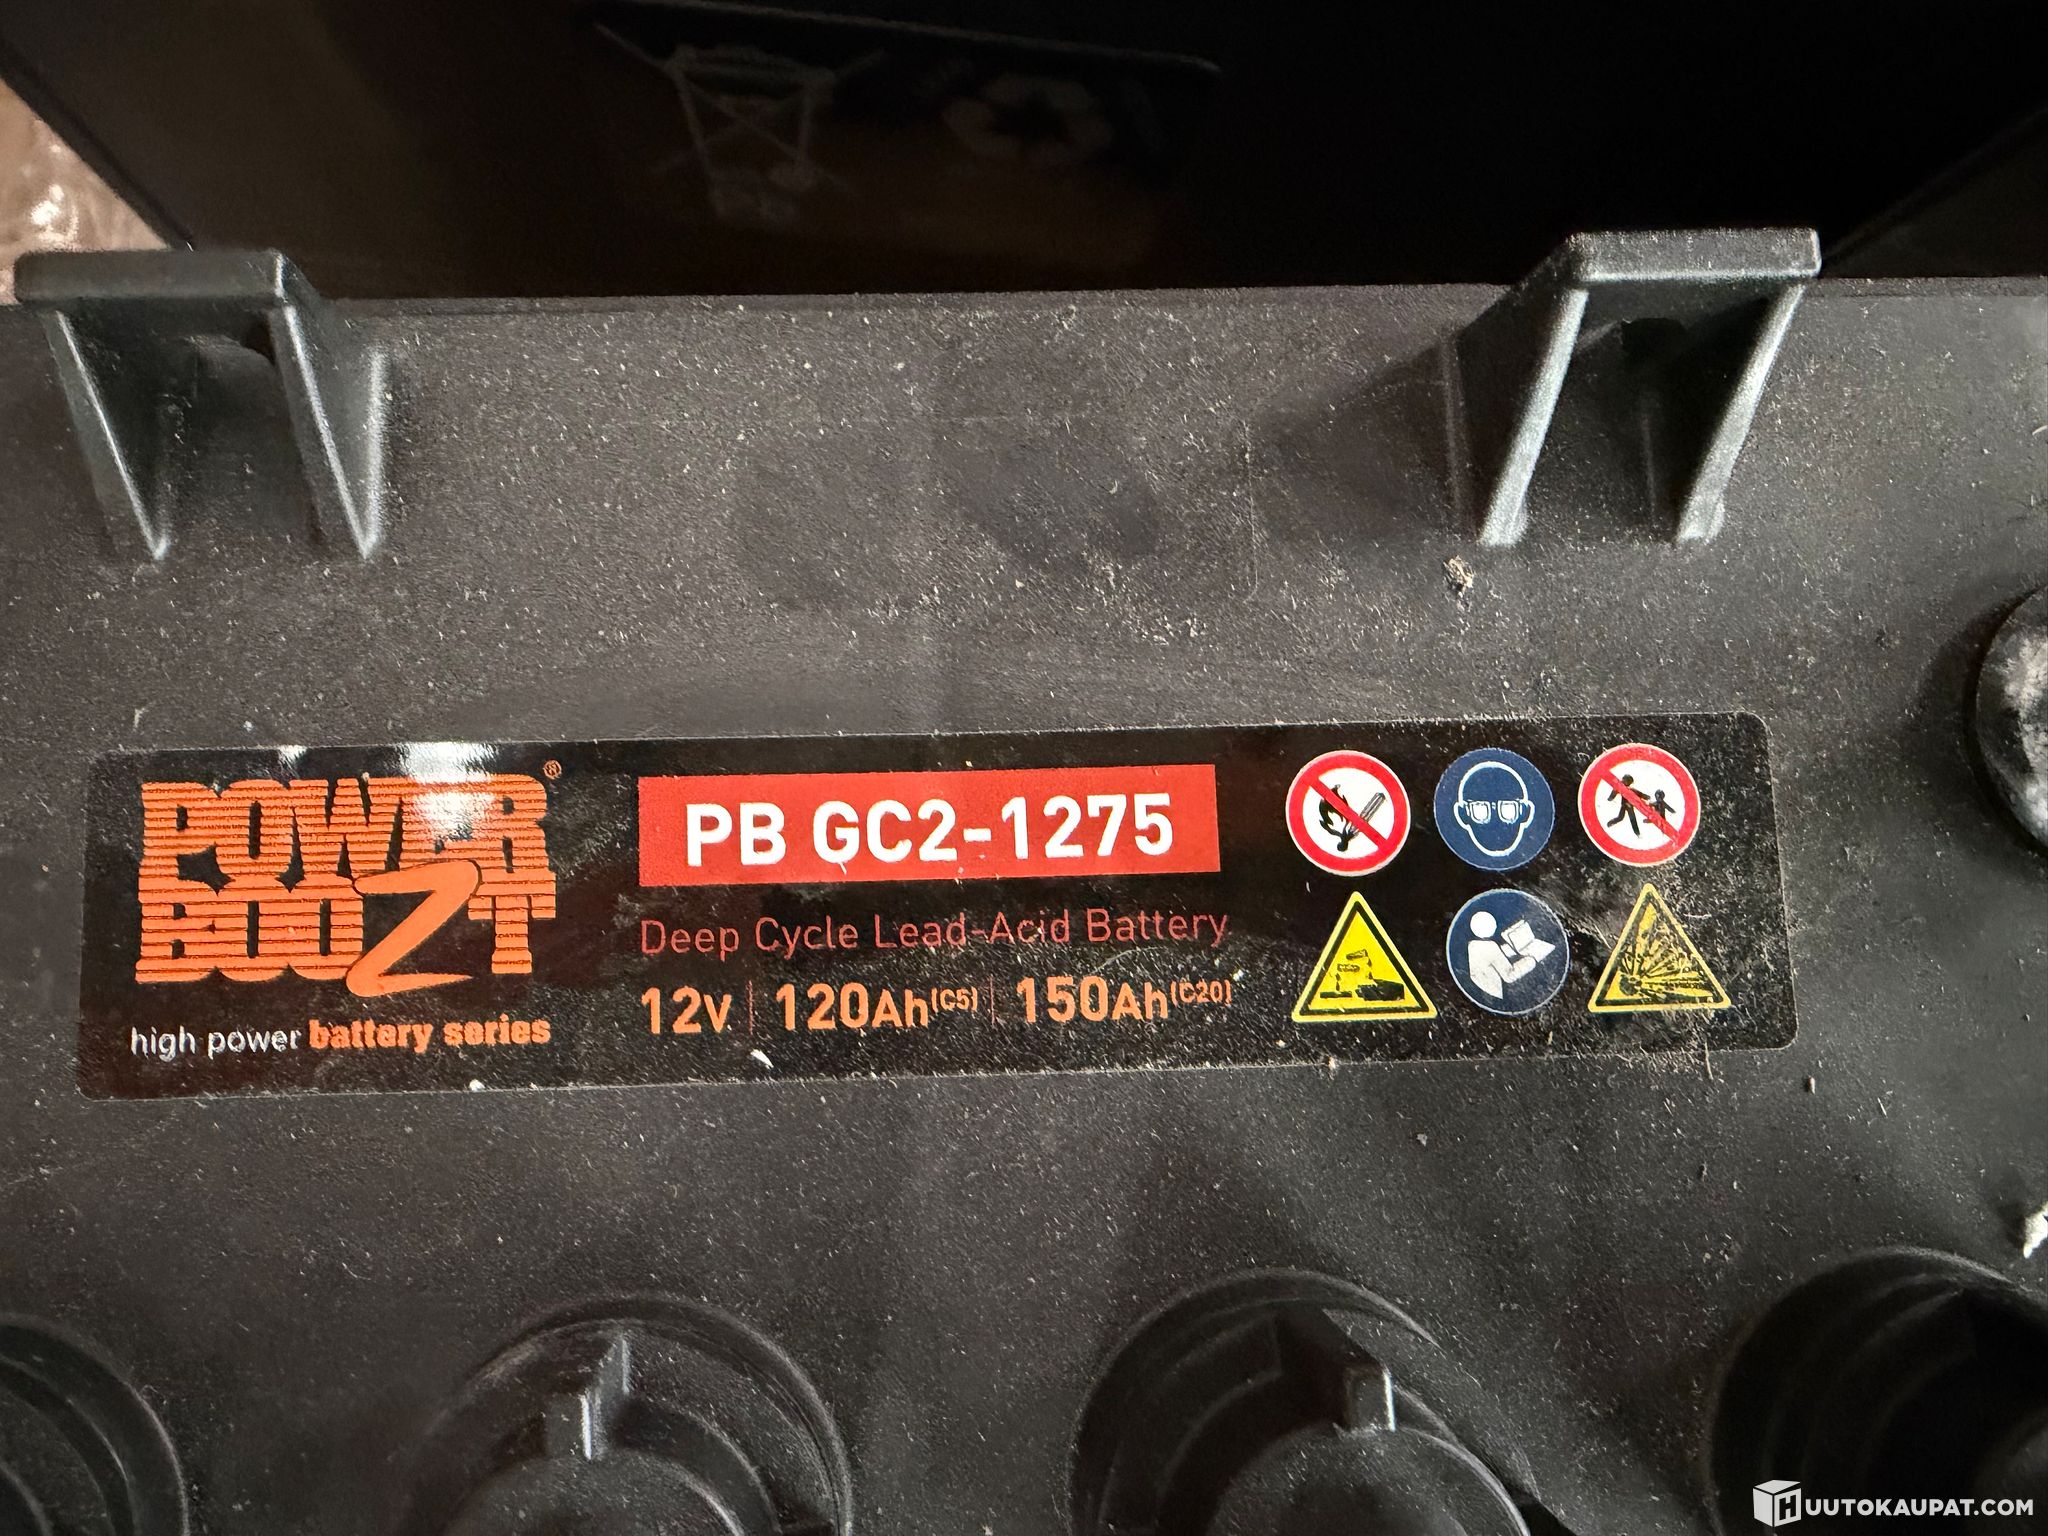 POWER®
BOOZT
high power battery series
PB GC2-1275
Deep Cycle Lead-Acid Battery
12V | 120Ah(C5) | 150Ah(C20)
HUUTOKAUPAT.COM